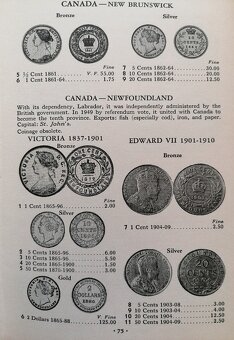 CANADA—NEW BRUNSWICK
Bronze
Silver
Fine
5 ½ Cent 1861 V. F. 55.00
6 1 Cent 1861-64 1.75
Fine
7 5 Cents 1862-64 30.00
8 10 Cents 1862-64 20.00
9 20 Cents 1862-64 12.50
CANADA—NEWFOUNDLAND
With its dependency, Labrador, it was independently administered by the
British government. In 1949 by referendum vote, it united with Canada
to become the tenth province. Exports: fish (especially cod), iron, and paper.
Capital: St. John's.
Coinage obsolete.
VICTORIA 1837-1901
Bronze
Fine
1 1 Cent 1865-96 2.00
Silver
Fine
2 5 Cents 1865-96
3 10 Cents 1865-96
4 20 Cents 1865-1900
5 50 Cents 1870-1900 3.00
Gold
2
DOLLARS
Fine
6 2 Dollars 1865-88 125.00
EDWARD VII 1901-1910
Bronze
Fine
7 1 Cent 1904-09 2.50
Silver
Fine
8 5 Cents 1903-08 3.00
9 10 Cents 1903-04
10 20 Cents 1904 12.50
11 50 Cents 1904-09 2.50
• 75 •